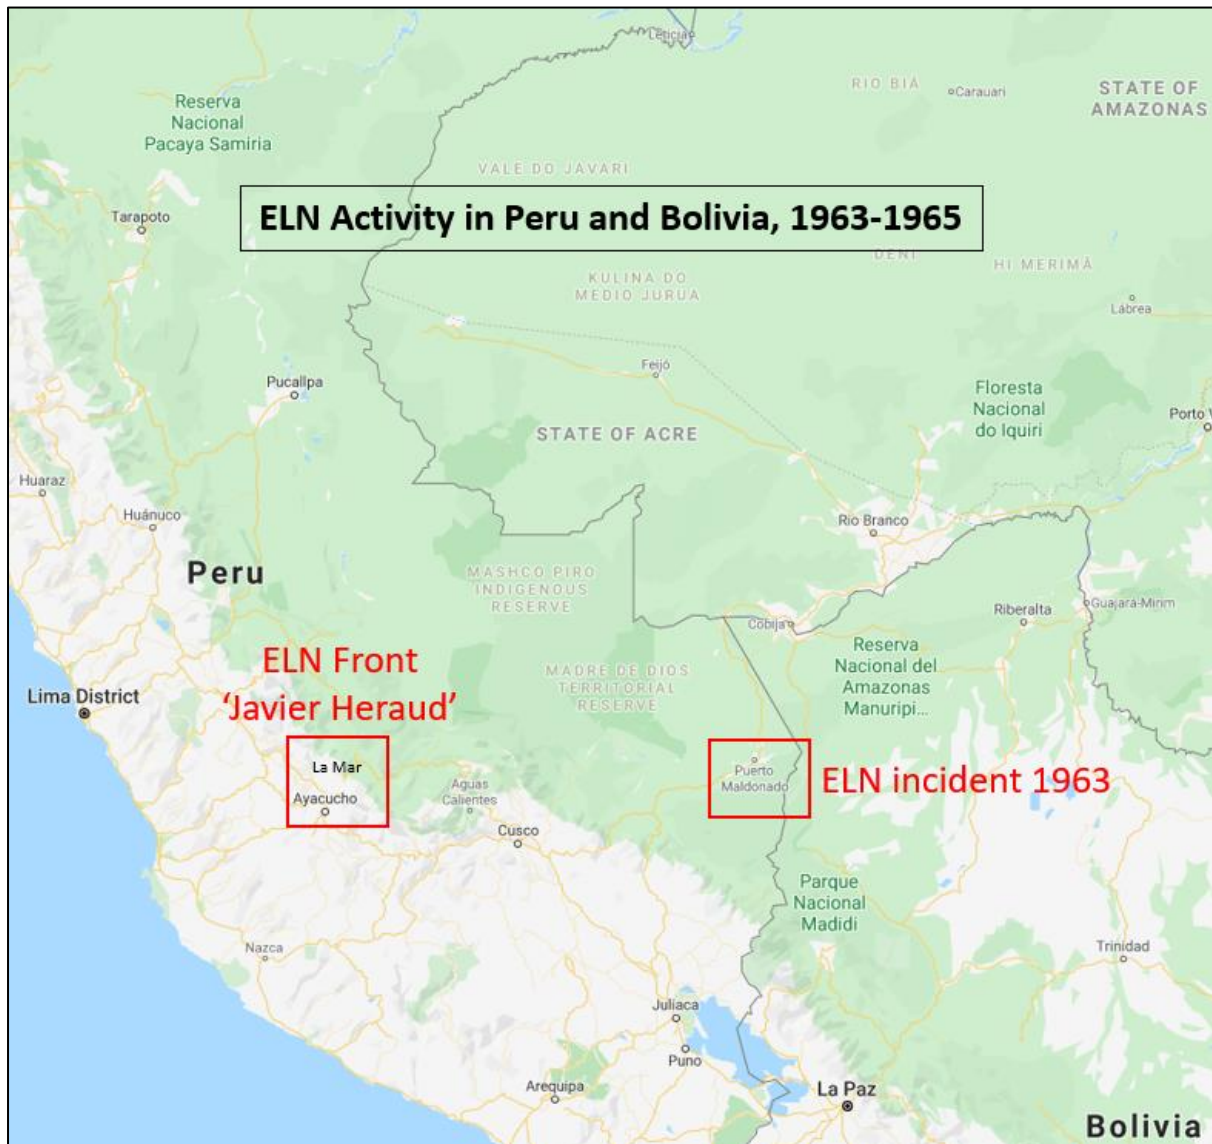 Leticia
RIO BIÁ
Carauari
STATE OF
AMAZONAS
Reserva
Nacional
Pacaya Samiria
VALE DO JAVARI
Tarapoto
ELN Activity in Peru and Bolivia, 1963-1965
DENI
HI MERIMÃ
KULINA DO
MEDIO JURUA
Lábrea
Feijó
Pucallpa
Floresta
Nacional
do Iquiri
Porto V
STATE OF ACRE
Huaraz
Huánuco
Rio Branco
Peru
MASHCO PIRO
INDIGENOUS
RESERVE
Riberalta
Guajará-Mirim
Cobija
Reserva
Nacional del
Amazonas
Manuripi...
ELN Front
‘Javier Heraud’
MADRE DE DIOS
TERRITORIAL
RESERVE
Lima District
La Mar
Ayacucho
Aguas
Calientes
Cusco
Puerto
Maldonado
ELN incident 1963
Parque
Nacional
Madidi
Nazca
Trinidad
Juliaca
Puno
Arequipa
La Paz
Bolivia